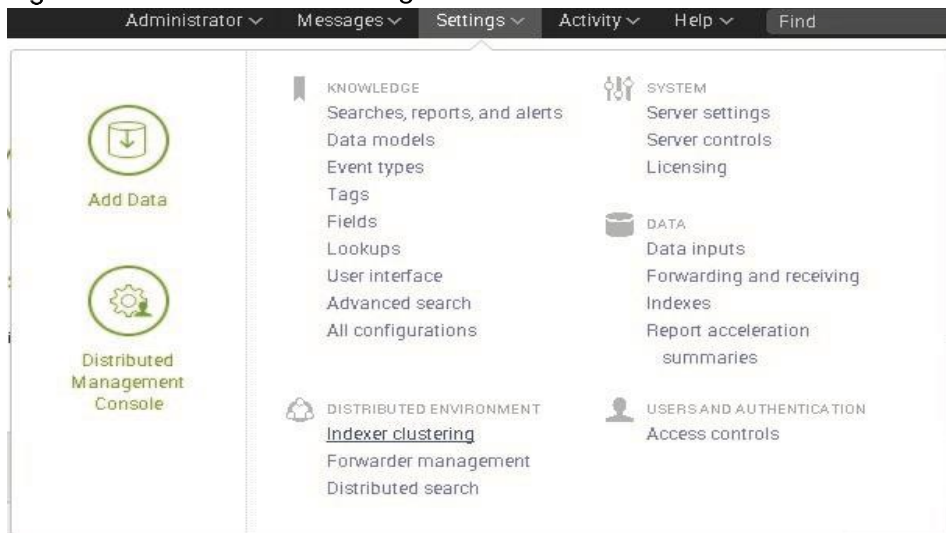 Administrator Messages Settings Activity Help Find
Add Data
Distributed
Management
Console
KNOWLEDGE
Searches, reports, and alerts
Data models
Event types
Tags
Fields
Lookups
User interface
Advanced search
All configurations
DISTRIBUTED ENVIRONMENT
Indexer clustering
Forwarder management
Distributed search
SYSTEM
Server settings
Server controls
Licensing
DATA
Data inputs
Forwarding and receiving
Indexes
Report acceleration
summaries
USERS AND AUTHENTICATION
Access controls